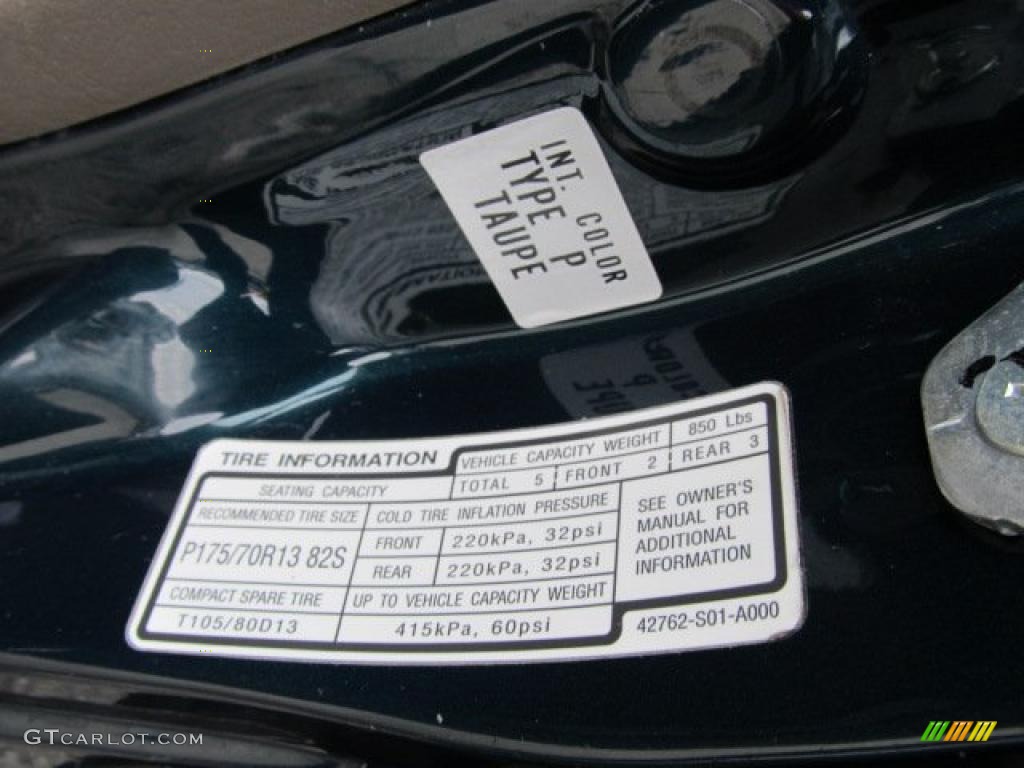 INT. COLOR
TYPE P
TAUPE
TIRE INFORMATION
VEHICLE CAPACITY WEIGHT 850 Lbs
SEATING CAPACITY TOTAL 5 FRONT 2 REAR 3
RECOMMENDED TIRE SIZE COLD TIRE INFLATION PRESSURE
P175/70R13 82S
FRONT 220kPa, 32psi
REAR 220kPa, 32psi
SEE OWNER'S
MANUAL FOR
ADDITIONAL
INFORMATION
COMPACT SPARE TIRE UP TO VEHICLE CAPACITY WEIGHT
T105/80D13 415kPa, 60psi
42762-S01-A000
GTCARLOT.COM